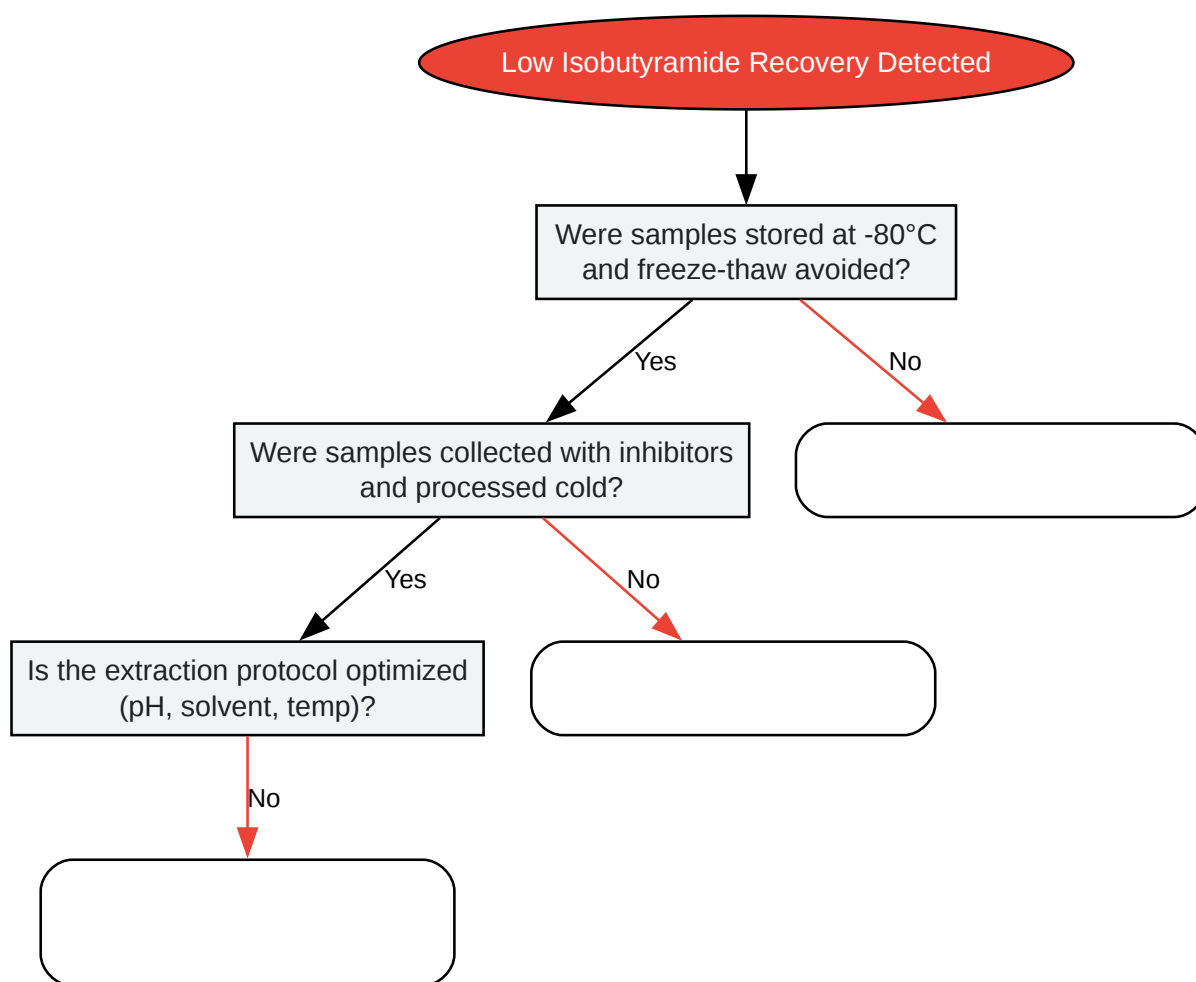 Low Isobutyramide Recovery Detected
Were samples stored at -80°C
and freeze-thaw avoided?
Yes
No
Were samples collected with inhibitors
and processed cold?
Yes
No
Is the extraction protocol optimized
(pH, solvent, temp)?
No